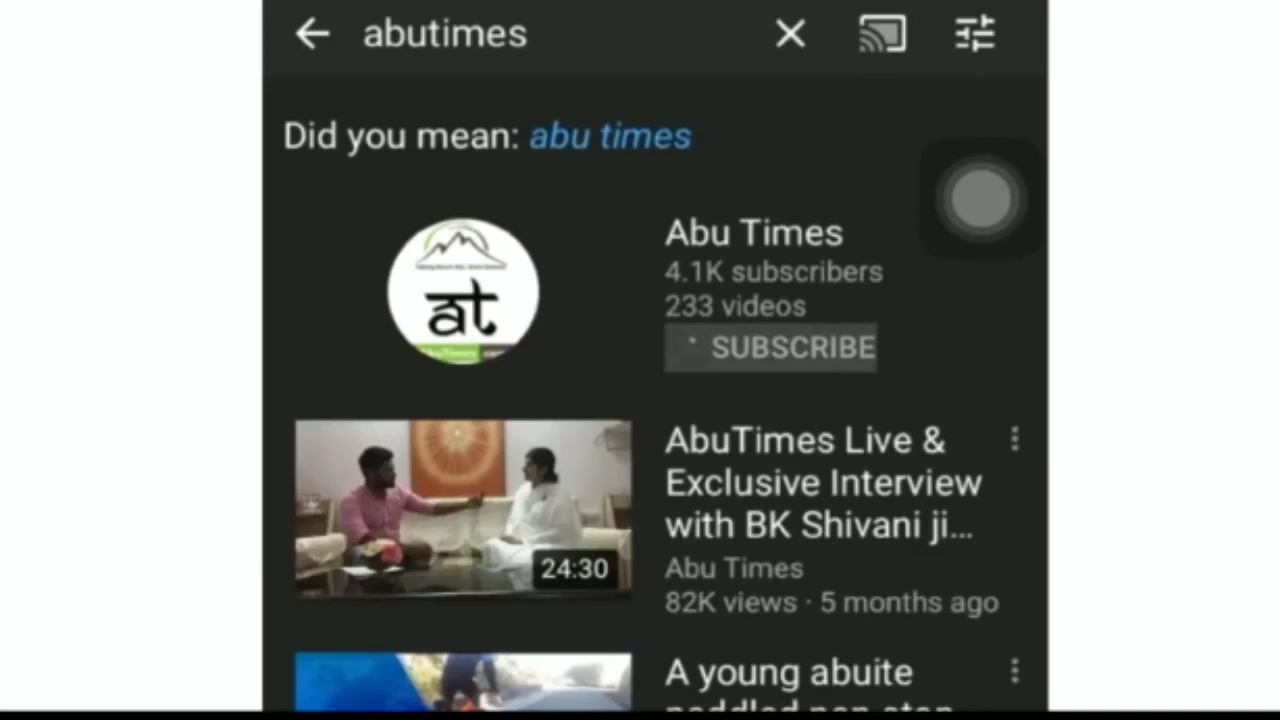 abutimes
Did you mean: abu times
at
AbuTimes
Abu Times
4.1K subscribers
233 videos
SUBSCRIBE
24:30
AbuTimes Live &
Exclusive Interview
with BK Shivani ji...
Abu Times
82K views · 5 months ago
A young abuite